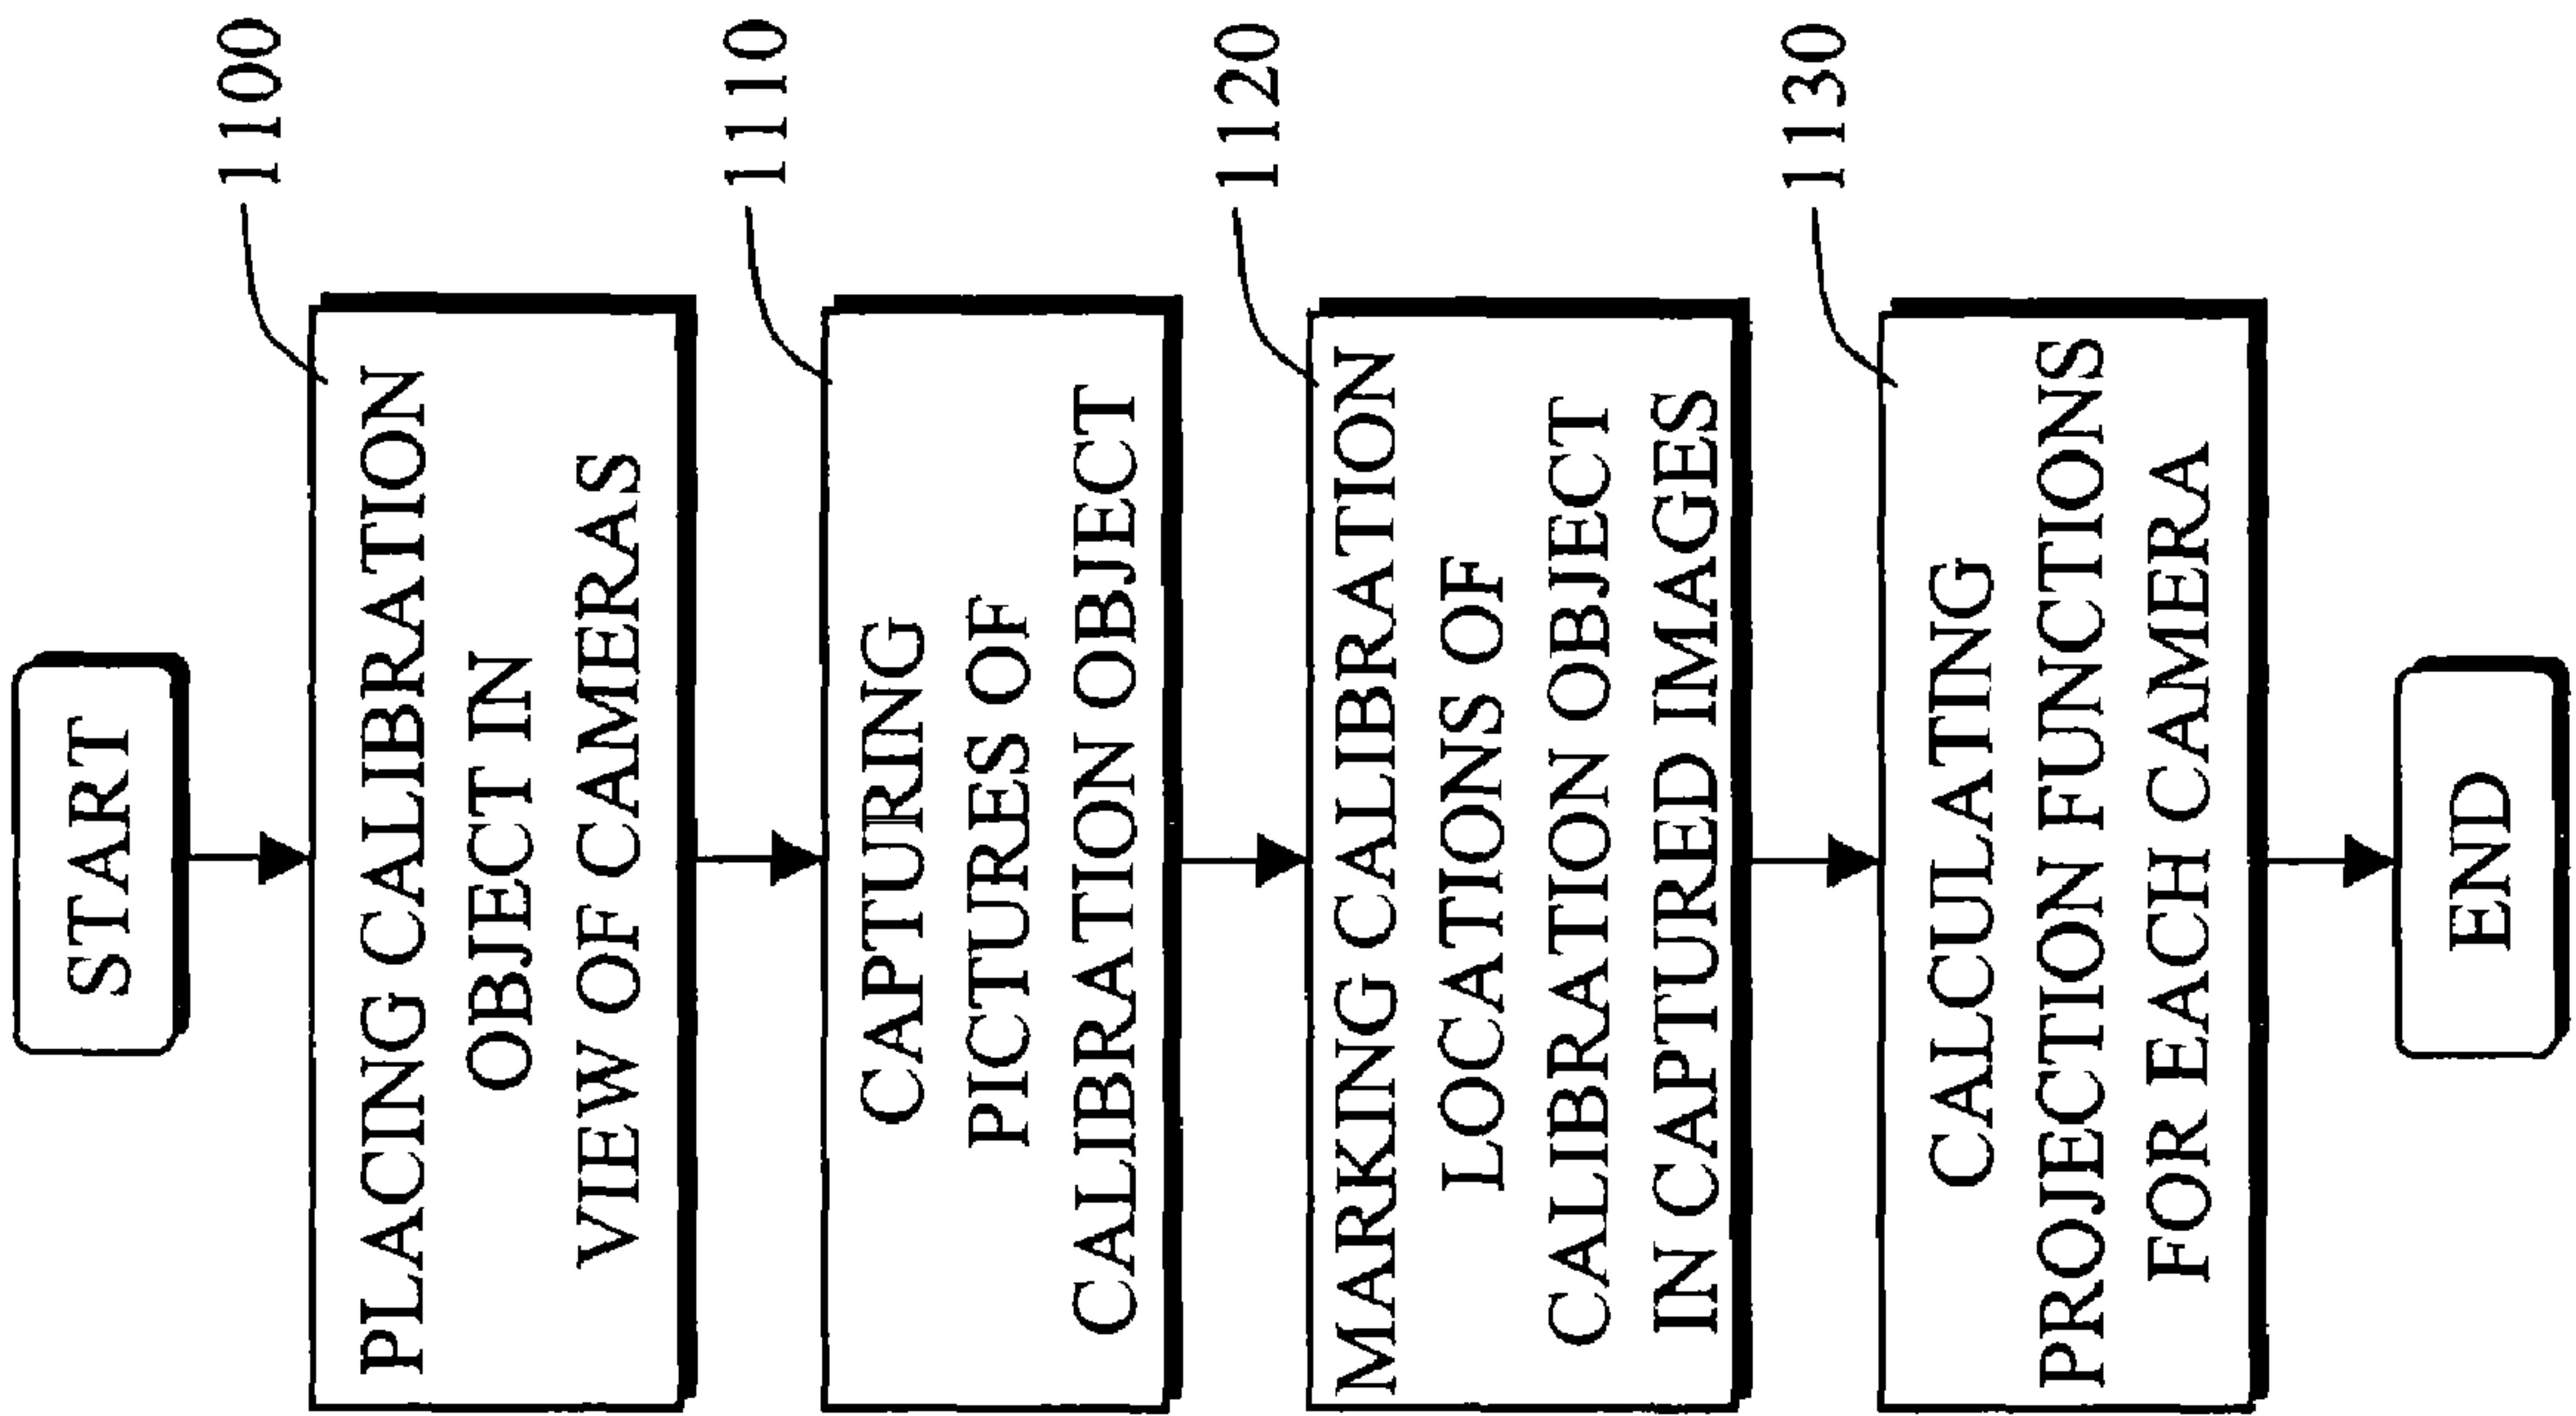 START
1100
PLACING CALIBRATION
OBJECT IN
VIEW OF CAMERAS
1110
CAPTURING
PICTURES OF
CALIBRATION OBJECT
1120
MARKING CALIBRATION
LOCATIONS OF
CALIBRATION OBJECT
IN CAPTURED IMAGES
1130
CALCULATING
PROJECTION FUNCTIONS
FOR EACH CAMERA
END